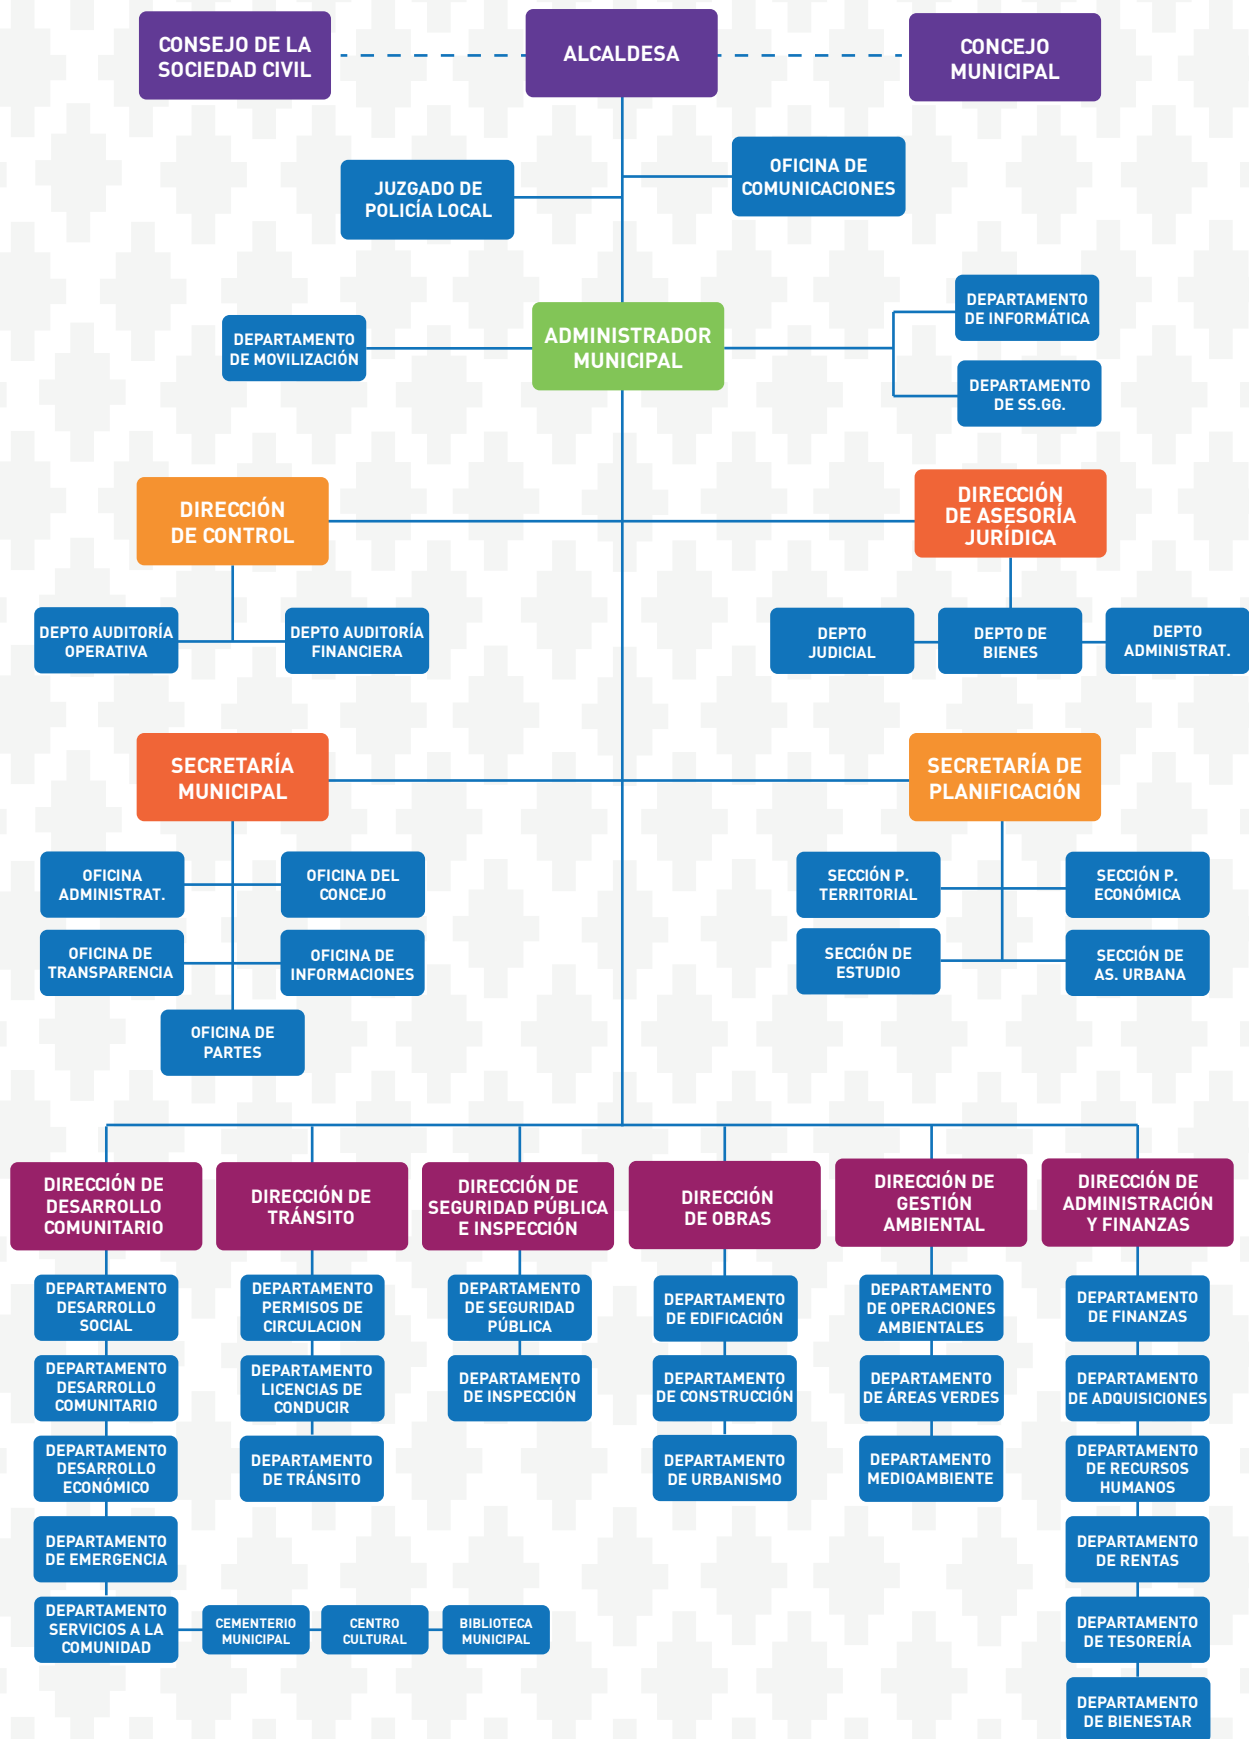 CONSEJO DE LA
SOCIEDAD CIVIL
ALCALDESA
CONCEJO
MUNICIPAL
OFICINA DE
COMUNICACIONES
JUZGADO DE
POLICÍA LOCAL
DEPARTAMENTO
DE INFORMÁTICA
ADMINISTRADOR
MUNICIPAL
DEPARTAMENTO
DE MOVILIZACIÓN
DEPARTAMENTO
DE SS.GG.
DIRECCIÓN
DE CONTROL
DIRECCIÓN
DE ASESORÍA
JURÍDICA
DEPTO AUDITORÍA
OPERATIVA
DEPTO AUDITORÍA
FINANCIERA
DEPTO
JUDICIAL
DEPTO DE
BIENES
DEPTO
ADMINISTRAT.
SECRETARÍA
MUNICIPAL
SECRETARÍA DE
PLANIFICACIÓN
OFICINA
ADMINISTRAT.
OFICINA DEL
CONCEJO
SECCIÓN P.
TERRITORIAL
SECCIÓN P.
ECONÓMICA
OFICINA DE
TRANSPARENCIA
OFICINA DE
INFORMACIONES
SECCIÓN DE
ESTUDIO
SECCIÓN DE
AS. URBANA
OFICINA DE
PARTES
DIRECCIÓN DE
DESARROLLO
COMUNITARIO
DIRECCIÓN DE
TRÁNSITO
DIRECCIÓN DE
SEGURIDAD PÚBLICA
E INSPECCIÓN
DIRECCIÓN
DE OBRAS
DIRECCIÓN DE
GESTIÓN
AMBIENTAL
DIRECCIÓN DE
ADMINISTRACIÓN
Y FINANZAS
DEPARTAMENTO
DESARROLLO
SOCIAL
DEPARTAMENTO
PERMISOS DE
CIRCULACION
DEPARTAMENTO
DE SEGURIDAD
PÚBLICA
DEPARTAMENTO
DE EDIFICACIÓN
DEPARTAMENTO
DE OPERACIONES
AMBIENTALES
DEPARTAMENTO
DE FINANZAS
DEPARTAMENTO
DESARROLLO
COMUNITARIO
DEPARTAMENTO
LICENCIAS DE
CONDUCIR
DEPARTAMENTO
DE INSPECCIÓN
DEPARTAMENTO
DE CONSTRUCCIÓN
DEPARTAMENTO
DE ÁREAS VERDES
DEPARTAMENTO
DE ADQUISICIONES
DEPARTAMENTO
DESARROLLO
ECONÓMICO
DEPARTAMENTO
DE TRÁNSITO
DEPARTAMENTO
DE URBANISMO
DEPARTAMENTO
MEDIOAMBIENTE
DEPARTAMENTO
DE RECURSOS
HUMANOS
DEPARTAMENTO
DE EMERGENCIA
DEPARTAMENTO
DE RENTAS
DEPARTAMENTO
SERVICIOS A LA
COMUNIDAD
CEMENTERIO
MUNICIPAL
CENTRO
CULTURAL
BIBLIOTECA
MUNICIPAL
DEPARTAMENTO
DE TESORERÍA
DEPARTAMENTO
DE BIENESTAR